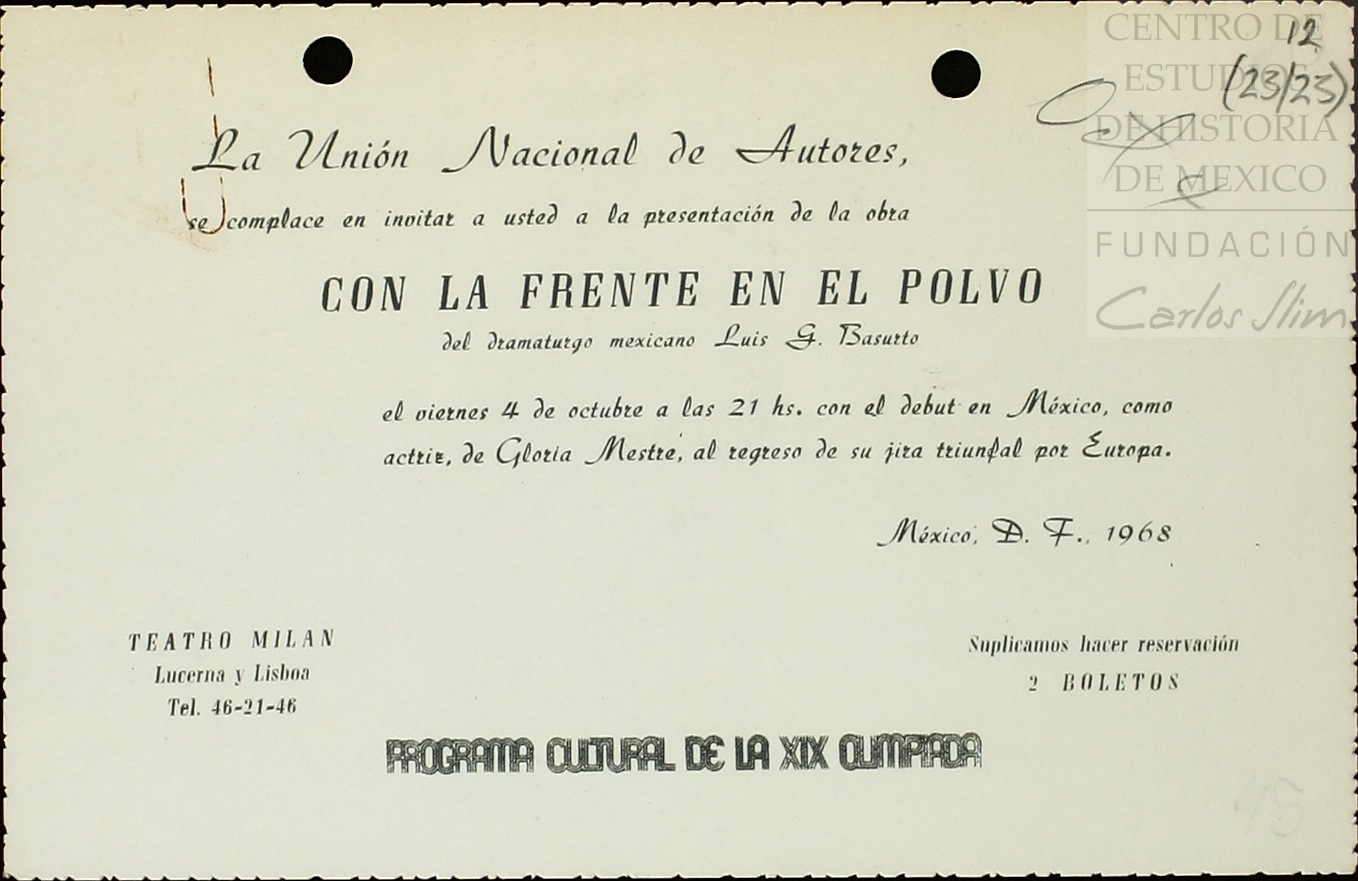 CENTRO DE
ESTUDIOS
DE HISTORIA
DE MEXICO
FUNDACIÓN
Carlos Slim
12
(23/23)
La Unión Nacional de Autores,
se complace en invitar a usted a la presentación de la obra
CON LA FRENTE EN EL POLVO
del dramaturgo mexicano Luis G. Basurto
el viernes 4 de octubre a las 21 hs. con el debut en México, como
actriz, de Gloria Mestre, al regreso de su jira triunfal por Europa.
México, D. F., 1968
TEATRO MILAN
Lucerna y Lisboa
Tel. 46-21-46
Suplicamos hacer reservación
2 BOLETOS
PROGRAMA CULTURAL DE LA XIX OLIMPIADA
45